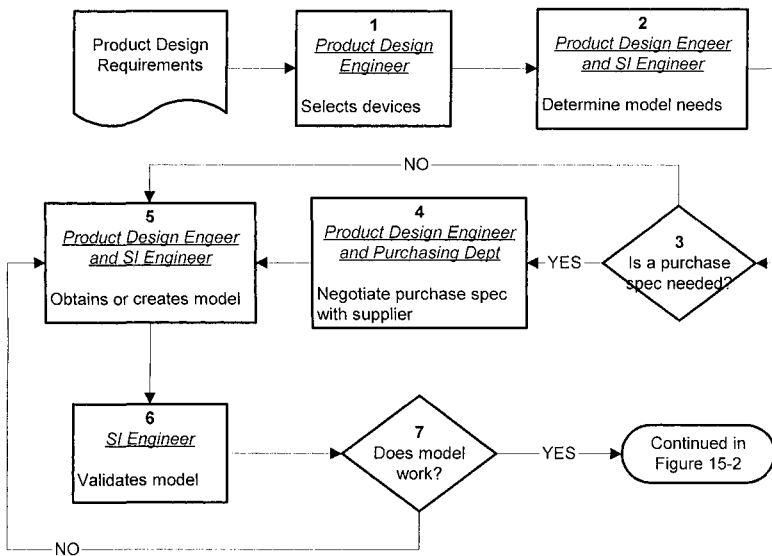 Product Design
Requirements
1
Product Design
Engineer
Selects devices
2
Product Design Engeer
and SI Engineer
Determine model needs
NO
3
Is a purchase
spec needed?
YES
4
Product Design Engineer
and Purchasing Dept
Negotiate purchase spec
with supplier
5
Product Design Engeer
and SI Engineer
Obtains or creates model
6
SI Engineer
Validates model
7
Does model
work?
YES
Continued in
Figure 15-2
NO